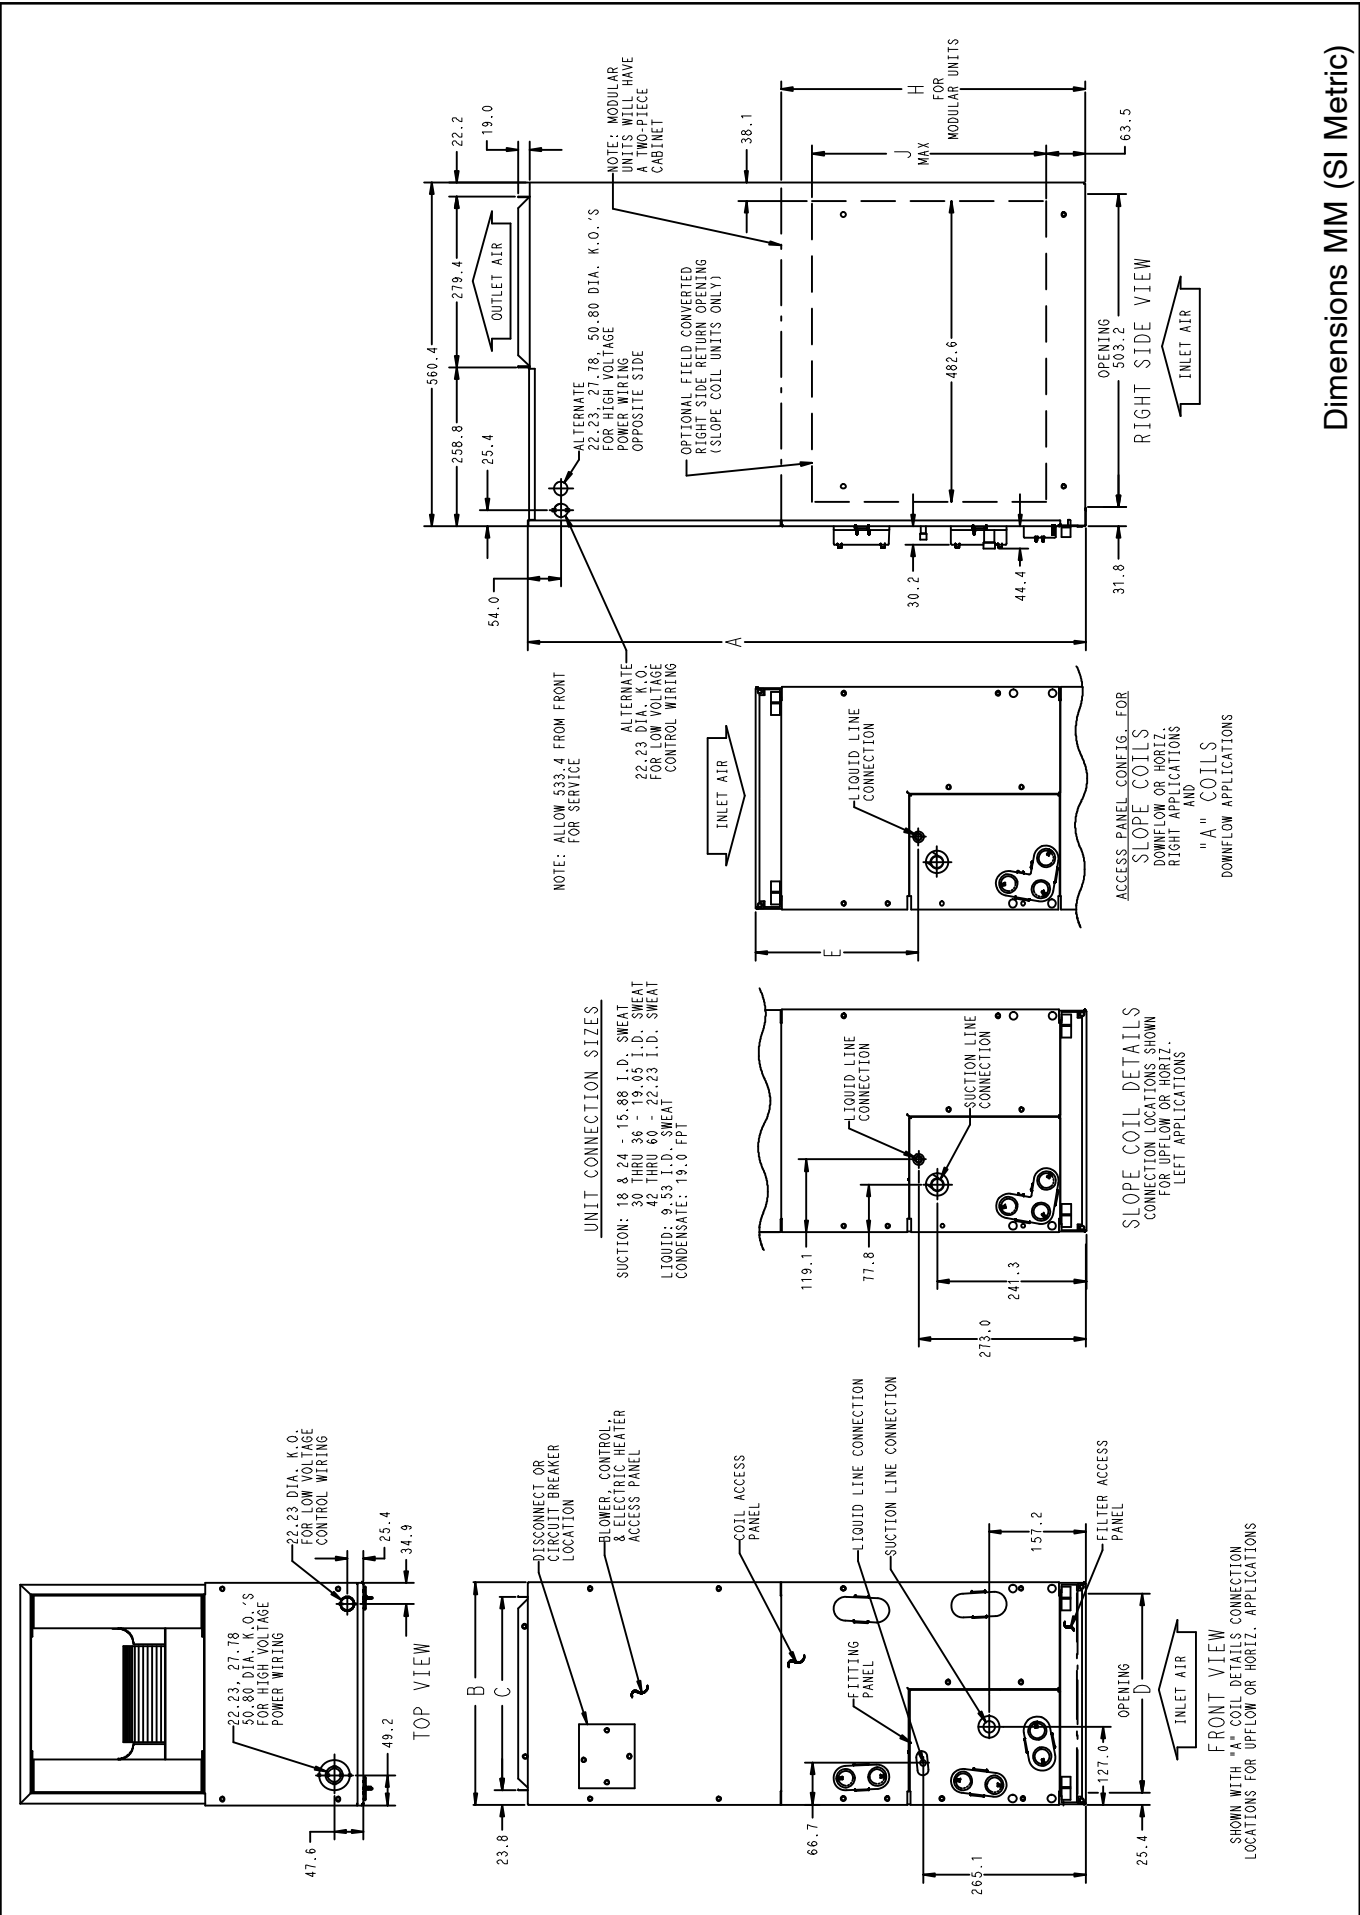 Dimensions MM (SI Metric)
22.23, 27.78
50.80 DIA. K.O.'S
FOR HIGH VOLTAGE
POWER WIRING
22.23 DIA. K.O.
FOR LOW VOLTAGE
CONTROL WIRING
47.6
49.2
25.4
34.9
TOP VIEW
B
C
23.8
DISCONNECT OR
CIRCUIT BREAKER
LOCATION
BLOWER, CONTROL,
& ELECTRIC HEATER
ACCESS PANEL
COIL ACCESS
PANEL
FITTING
PANEL
LIQUID LINE CONNECTION
SUCTION LINE CONNECTION
66.7
265.1
157.2
127.0
25.4
OPENING
D
FILTER ACCESS
PANEL
INLET AIR
FRONT VIEW
SHOWN WITH "A" COIL DETAILS CONNECTION
LOCATIONS FOR UPFLOW OR HORIZ. APPLICATIONS
UNIT CONNECTION SIZES
SUCTION: 18 & 24 - 15.88 I.D. SWEAT
30 THRU 36 - 19.05 I.D. SWEAT
42 THRU 60 - 22.23 I.D. SWEAT
LIQUID: 9.53 I.D. SWEAT
CONDENSATE: 19.0 FPT
LIQUID LINE
CONNECTION
SUCTION LINE
CONNECTION
119.1
77.8
241.3
273.0
SLOPE COIL DETAILS
CONNECTION LOCATIONS SHOWN
FOR UPFLOW OR HORIZ.
LEFT APPLICATIONS
NOTE: ALLOW 533.4 FROM FRONT
FOR SERVICE
INLET AIR
LIQUID LINE
CONNECTION
E
ACCESS PANEL CONFIG. FOR
SLOPE COILS
DOWNFLOW OR HORIZ.
RIGHT APPLICATIONS
AND
"A" COILS
DOWNFLOW APPLICATIONS
560.4
258.8
279.4
22.2
25.4
19.0
54.0
OUTLET AIR
ALTERNATE
22.23, 27.78, 50.80 DIA. K.O.'S
FOR HIGH VOLTAGE
POWER WIRING
OPPOSITE SIDE
ALTERNATE
22.23 DIA. K.O.
FOR LOW VOLTAGE
CONTROL WIRING
NOTE: MODULAR
UNITS WILL HAVE
A TWO-PIECE
CABINET
OPTIONAL FIELD CONVERTED
RIGHT SIDE RETURN OPENING
(SLOPE COIL UNITS ONLY)
38.1
A
H
FOR
MODULAR UNITS
J
MAX
482.6
30.2
44.4
31.8
63.5
OPENING
503.2
RIGHT SIDE VIEW
INLET AIR